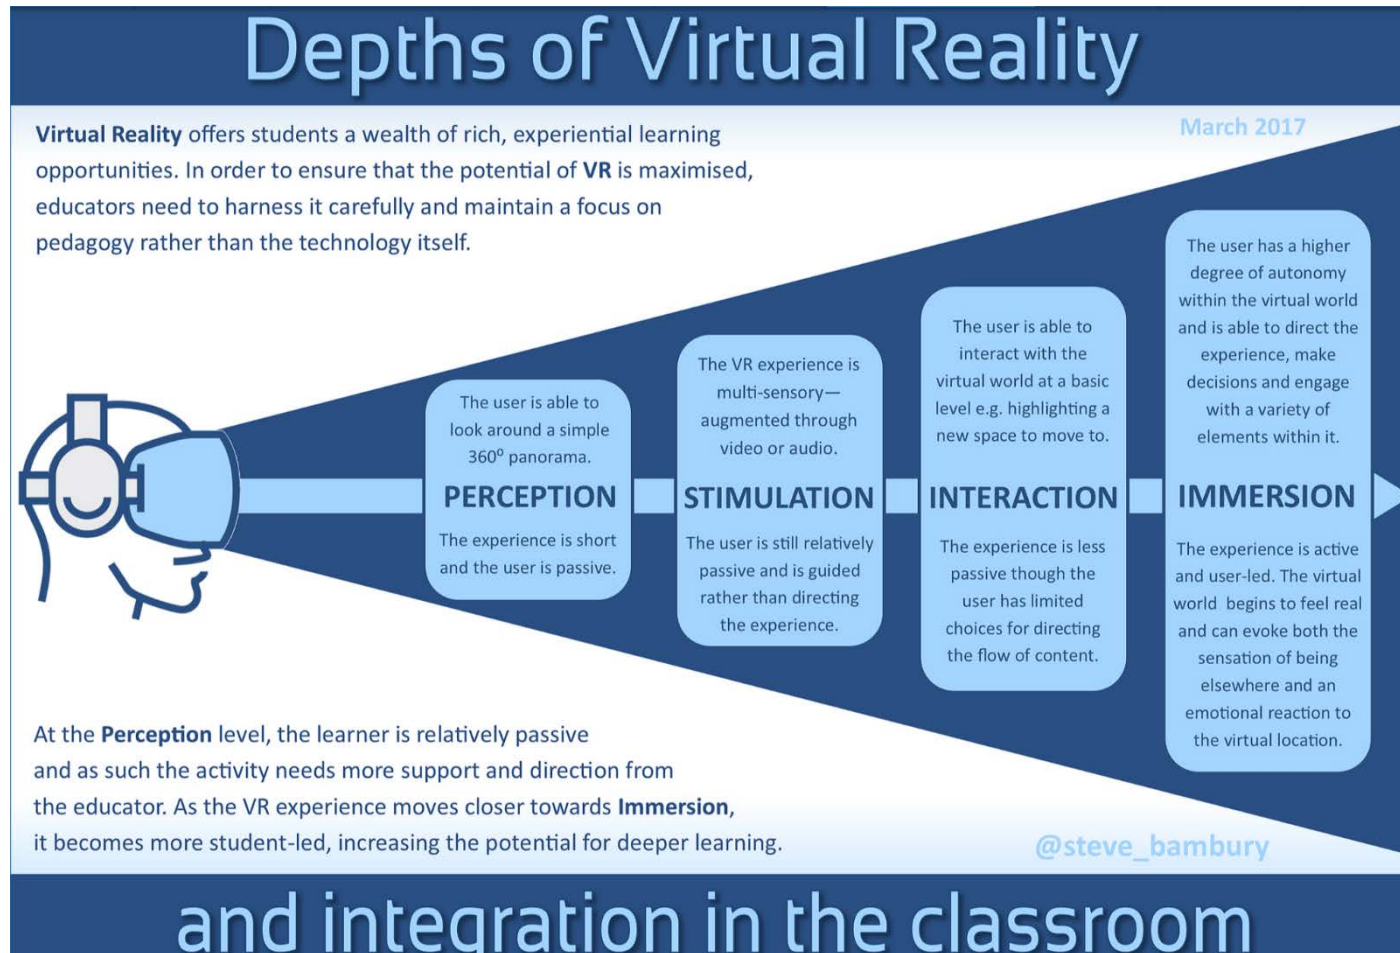 Depths of Virtual Reality
Virtual Reality offers students a wealth of rich, experiential learning
opportunities. In order to ensure that the potential of VR is maximised,
educators need to harness it carefully and maintain a focus on
pedagogy rather than the technology itself.
March 2017
The user is able to
look around a simple
360⁰ panorama.
PERCEPTION
The experience is short
and the user is passive.
The VR experience is
multi-sensory—
augmented through
video or audio.
STIMULATION
The user is still relatively
passive and is guided
rather than directing
the experience.
The user is able to
interact with the
virtual world at a basic
level e.g. highlighting a
new space to move to.
INTERACTION
The experience is less
passive though the
user has limited
choices for directing
the flow of content.
The user has a higher
degree of autonomy
within the virtual world
and is able to direct the
experience, make
decisions and engage
with a variety of
elements within it.
IMMERSION
The experience is active
and user-led. The virtual
world begins to feel real
and can evoke both the
sensation of being
elsewhere and an
emotional reaction to
the virtual location.
At the Perception level, the learner is relatively passive
and as such the activity needs more support and direction from
the educator. As the VR experience moves closer towards Immersion,
it becomes more student-led, increasing the potential for deeper learning.
@steve_bambury
and integration in the classroom